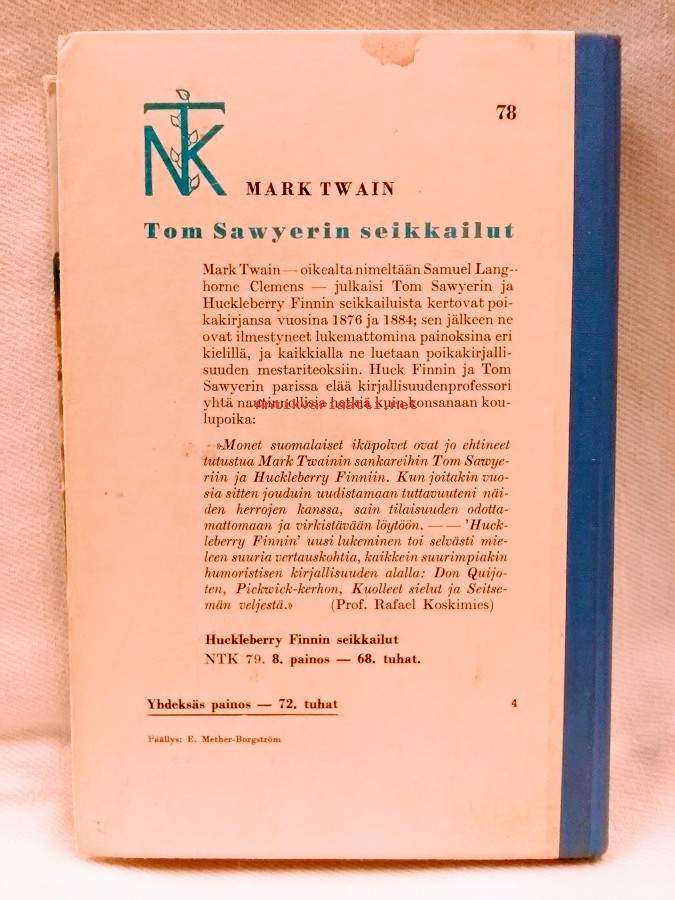 NTK
78
MARK TWAIN
Tom Sawyerin seikkailut
Mark Twain — oikealta nimeltään Samuel Lang-
horne Clemens — julkaisi Tom Sawyerin ja
Huckleberry Finnin seikkailuista kertovat poi-
kakirjansa vuosina 1876 ja 1884; sen jälkeen ne
ovat ilmestyneet lukemattomina painoksina eri
kielillä, ja kaikkialla ne luetaan poikakirjalli-
suuden mestariteoksiin. Huck Finnin ja Tom
Sawyerin parissa elää kirjallisuudenprofessori
yhtä nautinnollisia hetkiä kuin konsanaan kou-
lupoika:
»Monet suomalaiset ikäpolvet ovat jo ehtineet
tutustua Mark Twainin sankareihin Tom Sawye-
riin ja Huckleberry Finniin. Kun joitakin vuo-
sia sitten jouduin uudistamaan tuttavuuteni näi-
den herrojen kanssa, sain tilaisuuden odotta-
mattomaan ja virkistävään löytöön. — — 'Huck-
leberry Finnin' uusi lukeminen toi selvästi mie-
leen suuria vertauskohtia, kaikkein suurimpiakin
humoristisen kirjallisuuden alalla: Don Quijo-
ten, Pickwick-kerhon, Kuolleet sielut ja Seitse-
män veljestä.» (Prof. Rafael Koskimies)
Huckleberry Finnin seikkailut
NTK 79. 8. painos — 68. tuhat.
Yhdeksäs painos — 72. tuhat
4
Päällys: E. Mether-Borgström